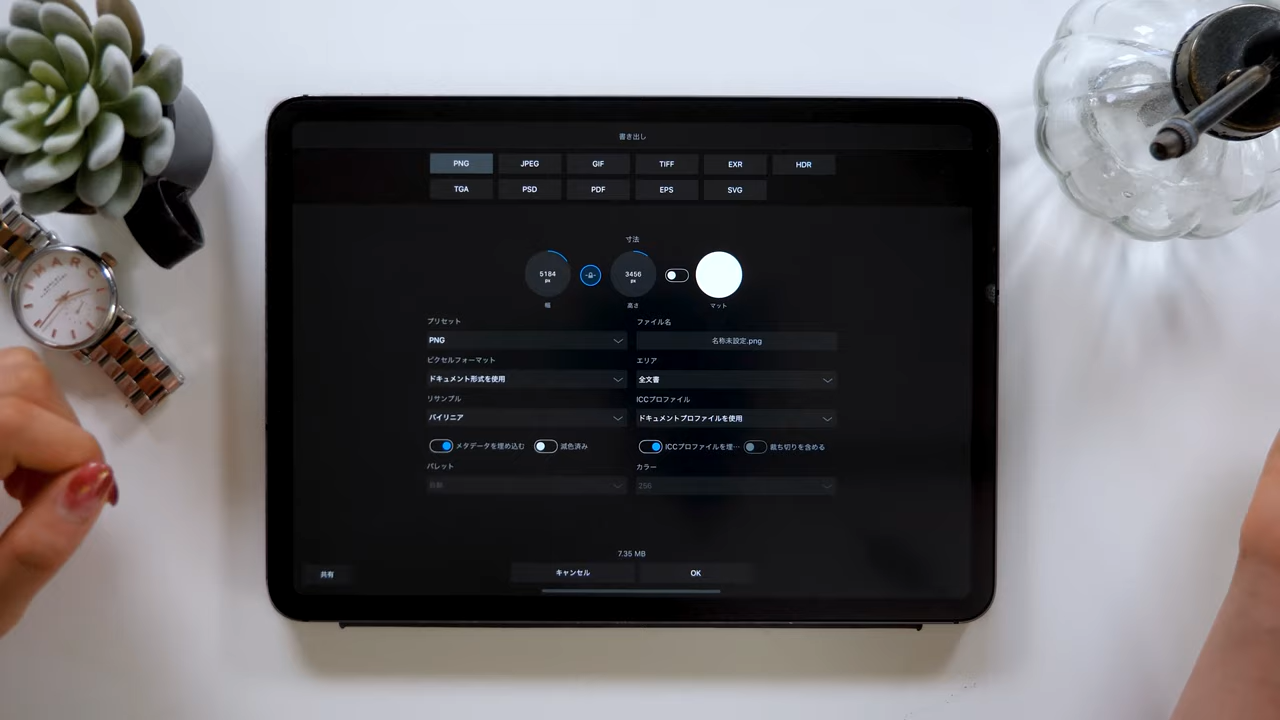 書き出し
PNG JPEG GIF TIFF EXR HDR
TGA PSD PDF EPS SVG
寸法
5184 px 3456 px
幅 高さ マット
プリセット ファイル名
PNG 名称未設定.png
ピクセルフォーマット エリア
ドキュメント形式を使用 全文書
リサンプル ICCプロファイル
バイリニア ドキュメントプロファイルを使用
メタデータを埋め込む 減色済み ICCプロファイルを埋… 裁ち切りを含める
パレット カラー
自動 256
7.35 MB
共有 キャンセル OK
MARC